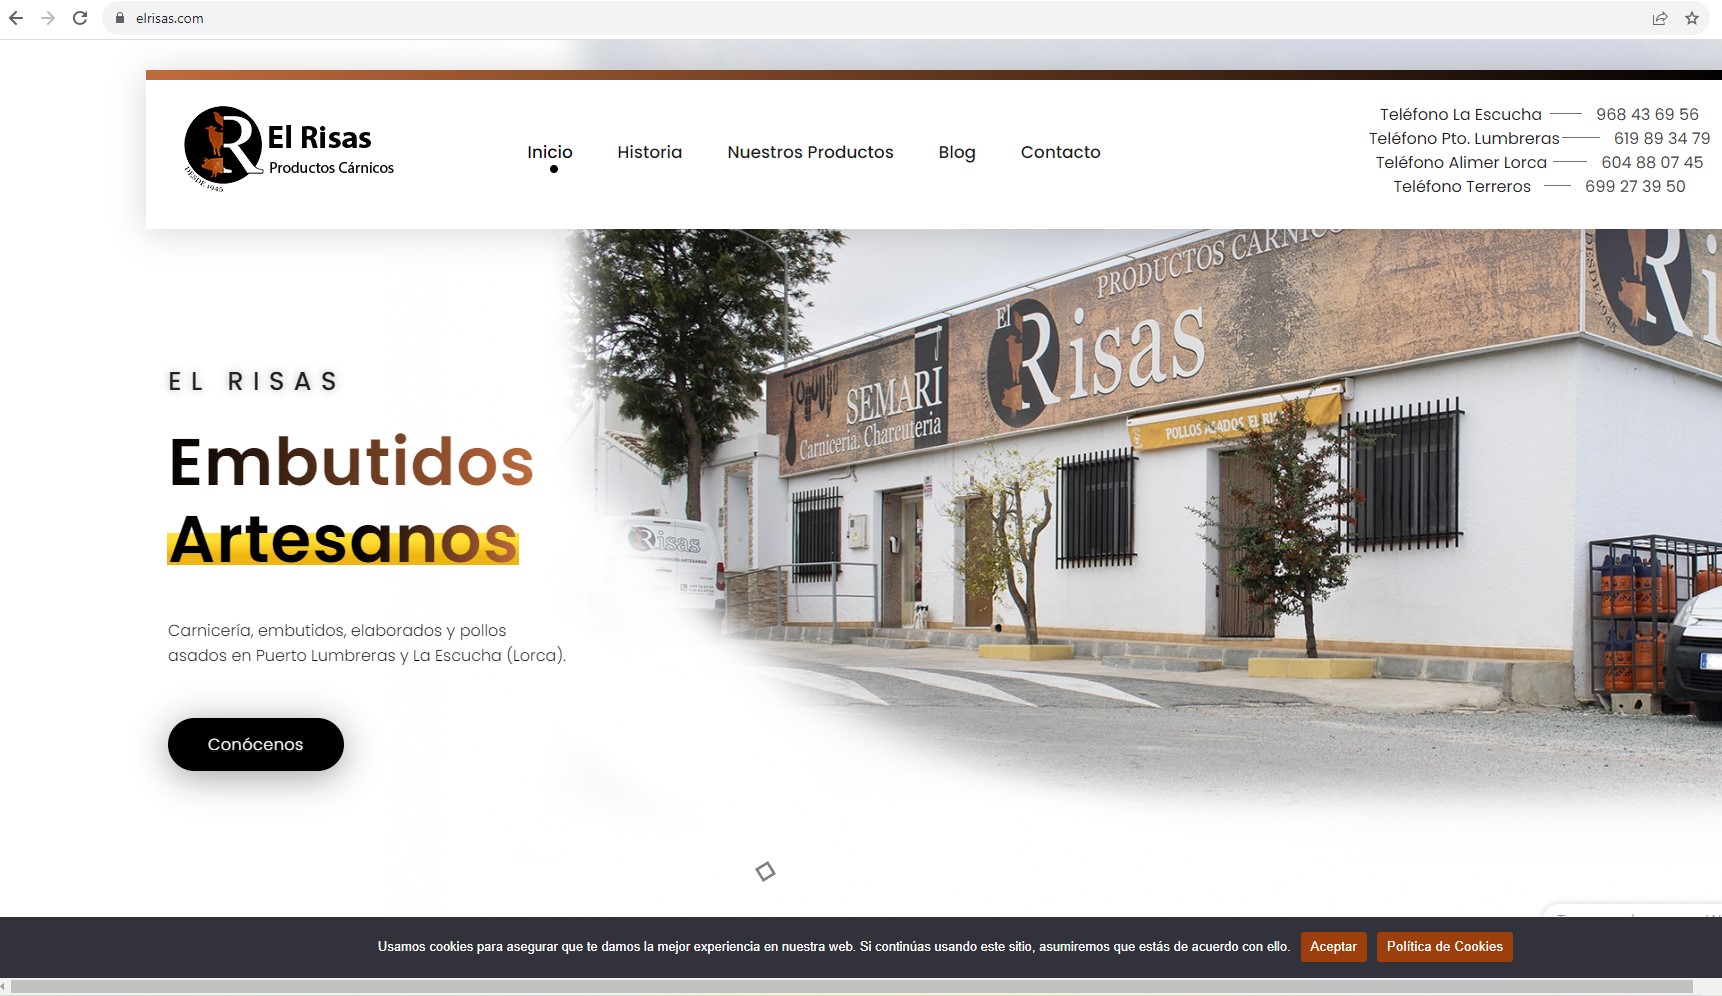 elrisas.com
El Risas
Productos Cárnicos
DESDE 1945
Inicio
Historia
Nuestros Productos
Blog
Contacto
Teléfono La Escucha 968 43 69 56
Teléfono Pto. Lumbreras 619 89 34 79
Teléfono Alimer Lorca 604 88 07 45
Teléfono Terreros 699 27 39 50
PRODUCTOS CÁRNICO
El Risas
DESDE 1945
Ri
SEMARI
Carnicería. Charcutería
POLLOS ASADOS EL RI
Risas
EL RISAS
Embutidos
Artesanos
Carnicería, embutidos, elaborados y pollos
asados en Puerto Lumbreras y La Escucha (Lorca).
Conócenos
Usamos cookies para asegurar que te damos la mejor experiencia en nuestra web. Si continúas usando este sitio, asumiremos que estás de acuerdo con ello.
Aceptar
Política de Cookies